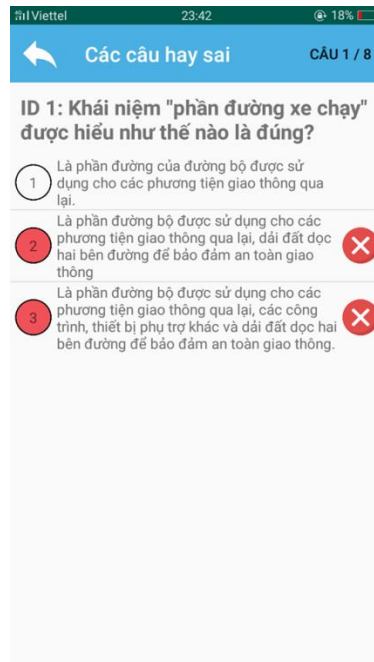 Viettel 23:42 18%
Các câu hay sai CÂU 1 / 8
ID 1: Khái niệm "phần đường xe chạy"
được hiểu như thế nào là đúng?
Là phần đường của đường bộ được sử
1 dụng cho các phương tiện giao thông qua
lại.
Là phần đường bộ được sử dụng cho các
2 phương tiện giao thông qua lại, dải đất dọc
hai bên đường để bảo đảm an toàn giao
thông
Là phần đường bộ được sử dụng cho các
phương tiện giao thông qua lại, các công
3 trình, thiết bị phụ trợ khác và dải đất dọc hai
bên đường để bảo đảm an toàn giao thông.